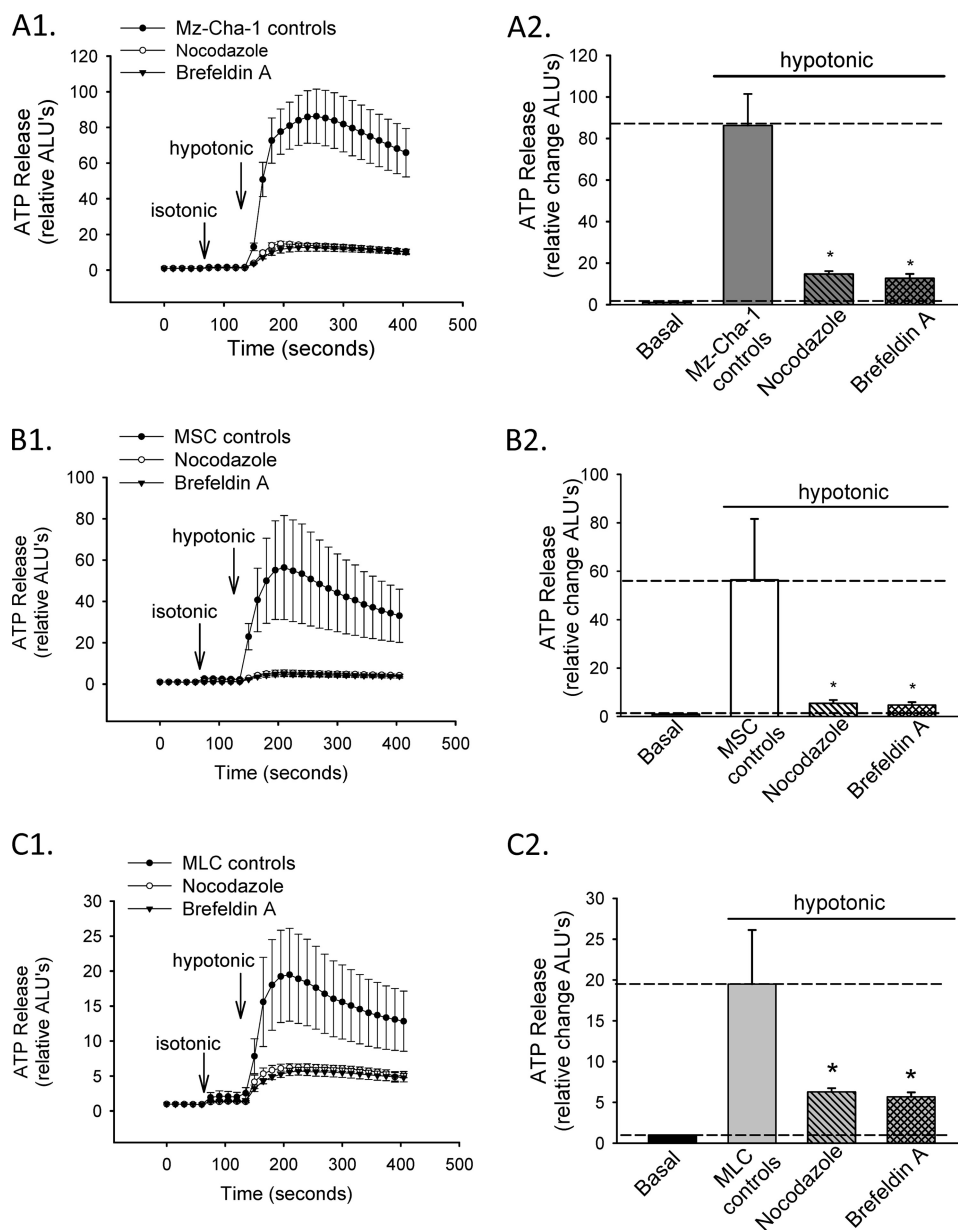 A1.
Mz-Cha-1 controls
Nocodazole
Brefeldin A
ATP Release
(relative ALU's)
120
100
80
60
40
20
0
hypotonic
isotonic
0 100 200 300 400 500
Time (seconds)
A2.
hypotonic
ATP Release
(relative change ALU's)
120
100
80
60
40
20
0
* *
Basal
Mz-Cha-1
controls
Nocodazole
Brefeldin A
B1.
MSC controls
Nocodazole
Brefeldin A
ATP Release
(relative ALU's)
100
80
60
40
20
0
hypotonic
isotonic
0 100 200 300 400 500
Time (seconds)
B2.
hypotonic
ATP Release
(relative change ALU's)
100
80
60
40
20
0
* *
Basal
MSC
controls
Nocodazole
Brefeldin A
C1.
MLC controls
Nocodazole
Brefeldin A
ATP Release
(relative ALU's)
30
25
20
15
10
5
0
hypotonic
isotonic
0 100 200 300 400 500
Time (seconds)
C2.
hypotonic
ATP Release
(relative change ALU's)
30
25
20
15
10
5
0
* *
Basal
MLC
controls
Nocodazole
Brefeldin A